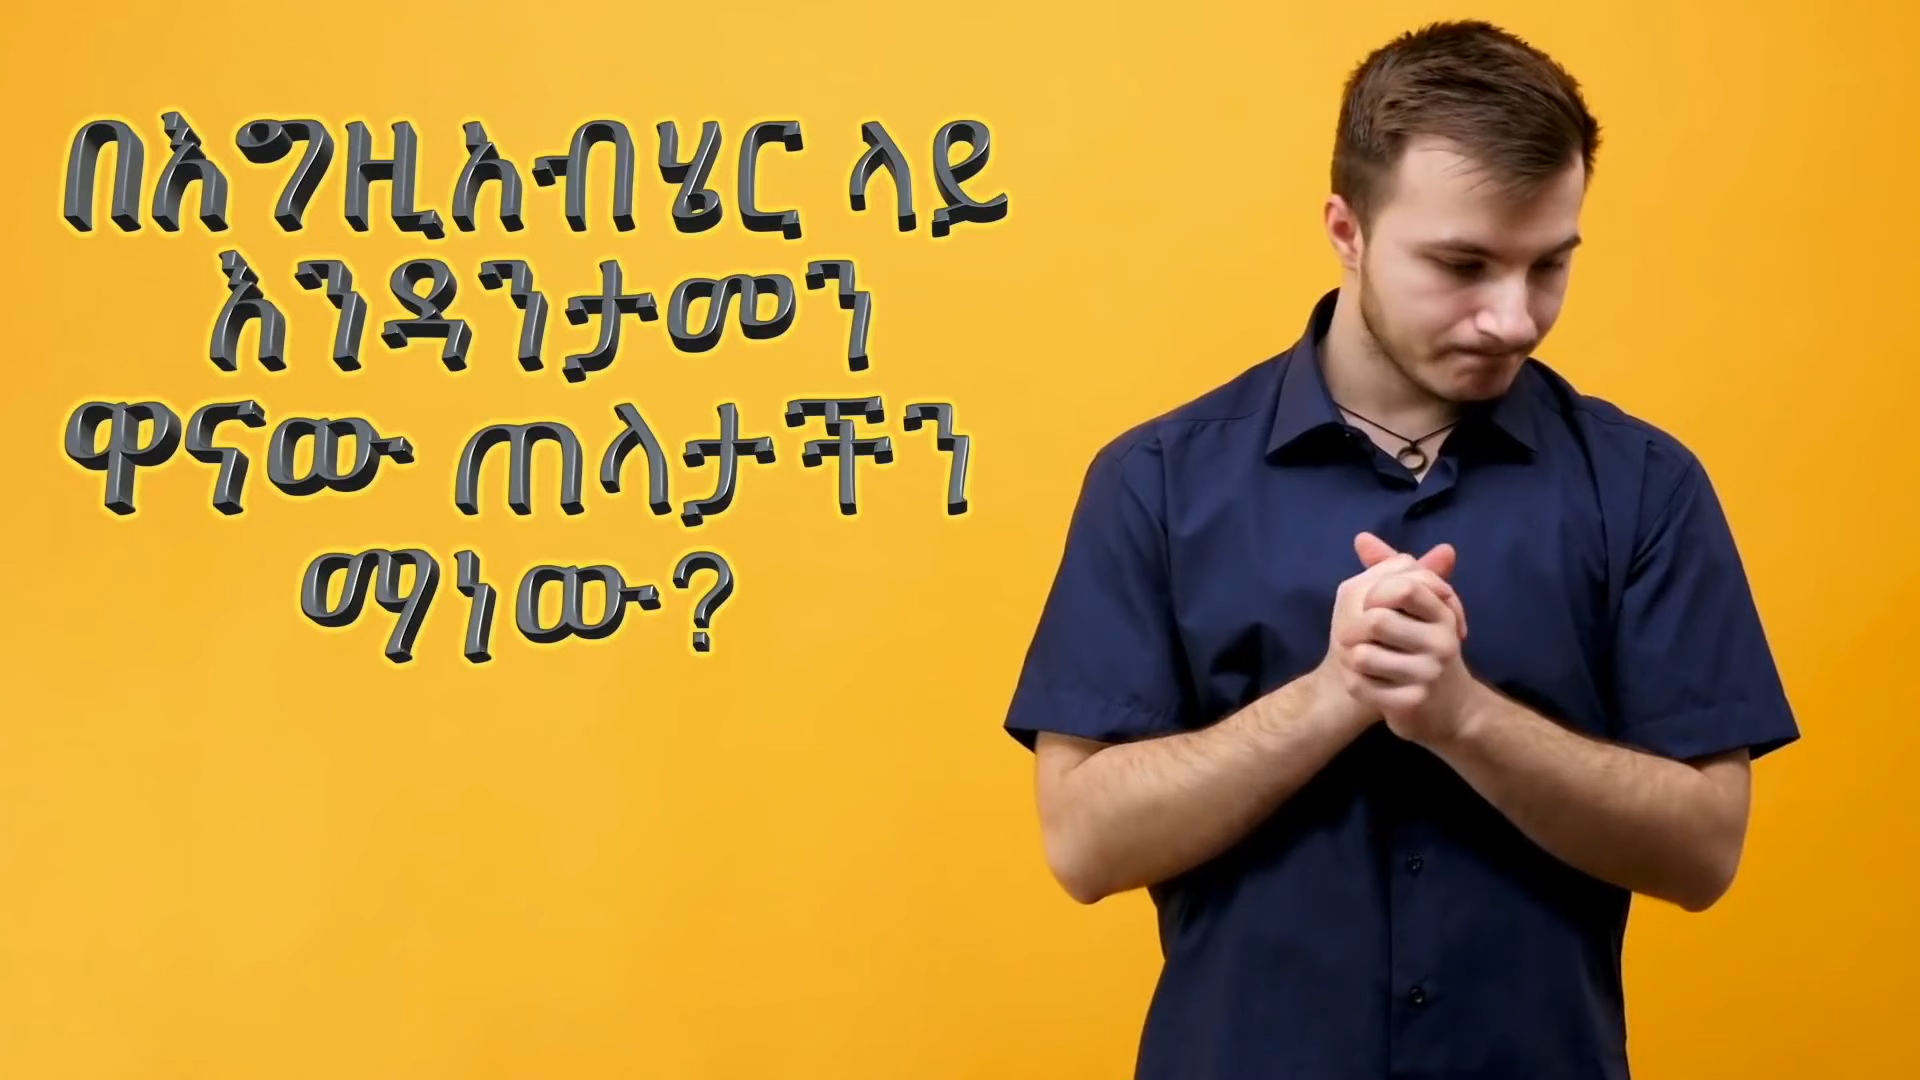 በእግዚአብሄር ላይ
እንዳንታመን
ዋናው ጠላታችን
ማነው?